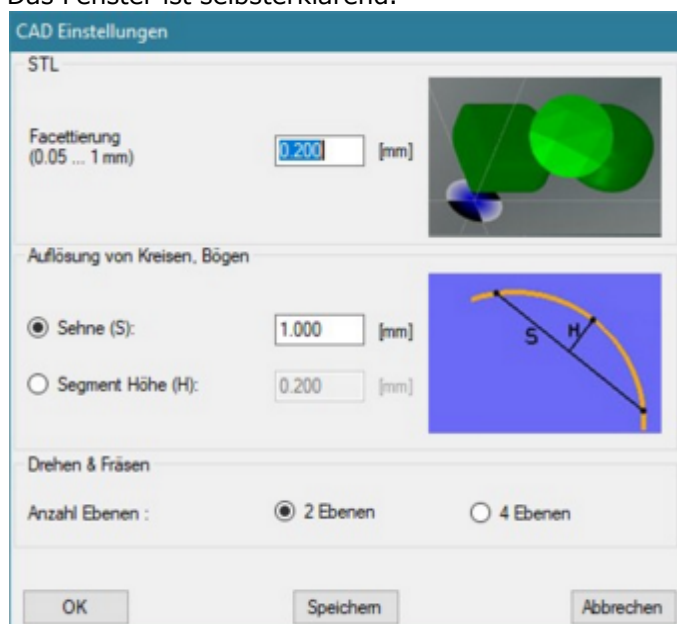 Das Fenster ist selbsterklärend.
CAD Einstellungen
STL
Facettierung
(0.05 ... 1 mm)
0.200 [mm]
Auflösung von Kreisen, Bögen
Sehne (S): 1.000 [mm]
S H
Segment Höhe (H): 0.200 [mm]
Drehen & Fräsen
Anzahl Ebenen : 2 Ebenen 4 Ebenen
OK Speichern Abbrechen